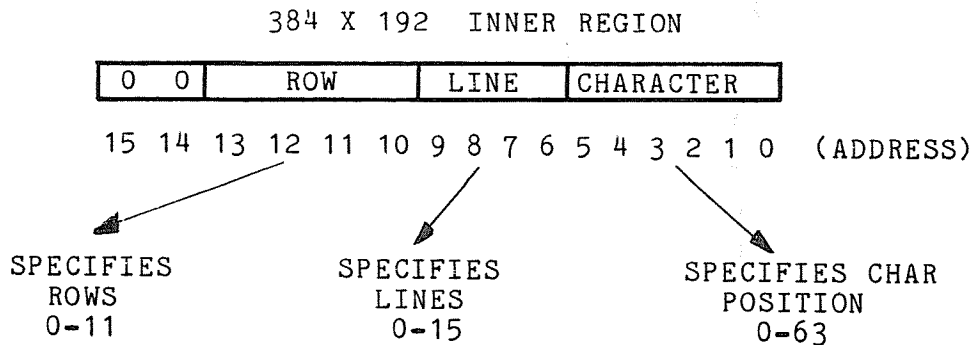 384 X 192 INNER REGION
0 0 ROW LINE CHARACTER
15 14 13 12 11 10 9 8 7 6 5 4 3 2 1 0 (ADDRESS)
SPECIFIES SPECIFIES SPECIFIES CHAR
ROWS LINES POSITION
0-11 0-15 0-63